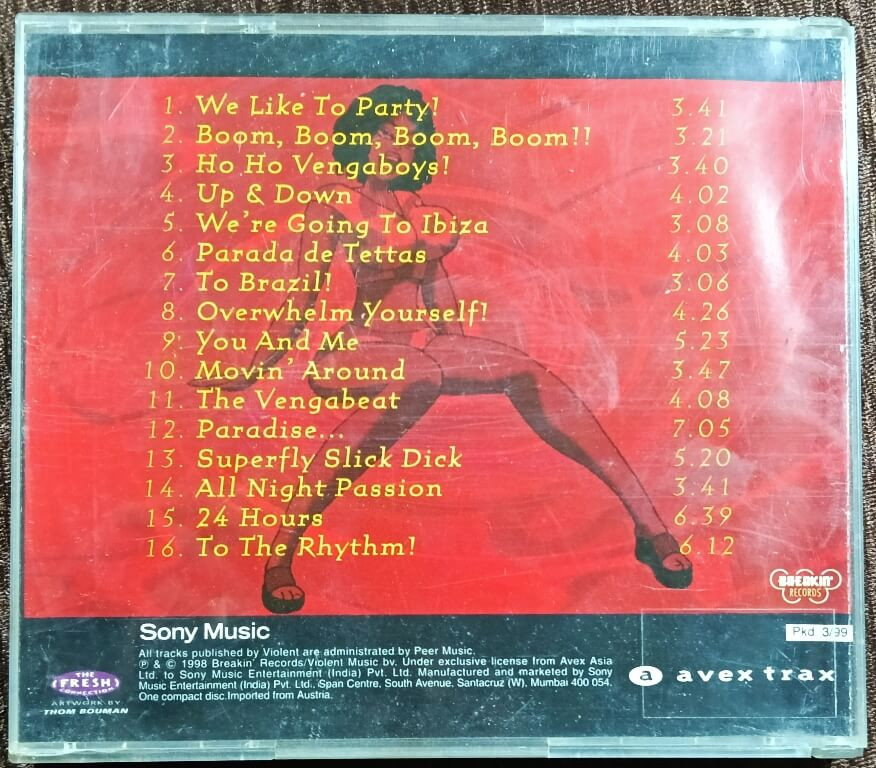 1. We Like To Party! 3.41
2. Boom, Boom, Boom, Boom!! 3.21
3. Ho Ho Vengaboys! 3.40
4. Up & Down 4.02
5. We're Going To Ibiza 3.08
6. Parada de Tettas 4.03
7. To Brazil! 3.06
8. Overwhelm Yourself! 4.26
9. You And Me 5.23
10. Movin' Around 3.47
11. The Vengabeat 4.08
12. Paradise... 7.05
13. Superfly Slick Dick 5.20
14. All Night Passion 3.41
15. 24 Hours 6.39
16. To The Rhythm! 6.12
BREAKIN'
RECORDS
Pkd. 3/99
Sony Music
All tracks published by Violent are administrated by Peer Music.
℗ & © 1998 Breakin' Records/Violent Music bv. Under exclusive license from Avex Asia
Ltd. to Sony Music Entertainment (India) Pvt. Ltd. Manufactured and marketed by Sony
Music Entertainment (India) Pvt. Ltd. Span Centre, South Avenue, Santacruz (W), Mumbai 400 054.
One compact disc.Imported from Austria.
THE
FRESH
CONNECTION
ARTWORK BY
THOM BOUMAN
a avex trax